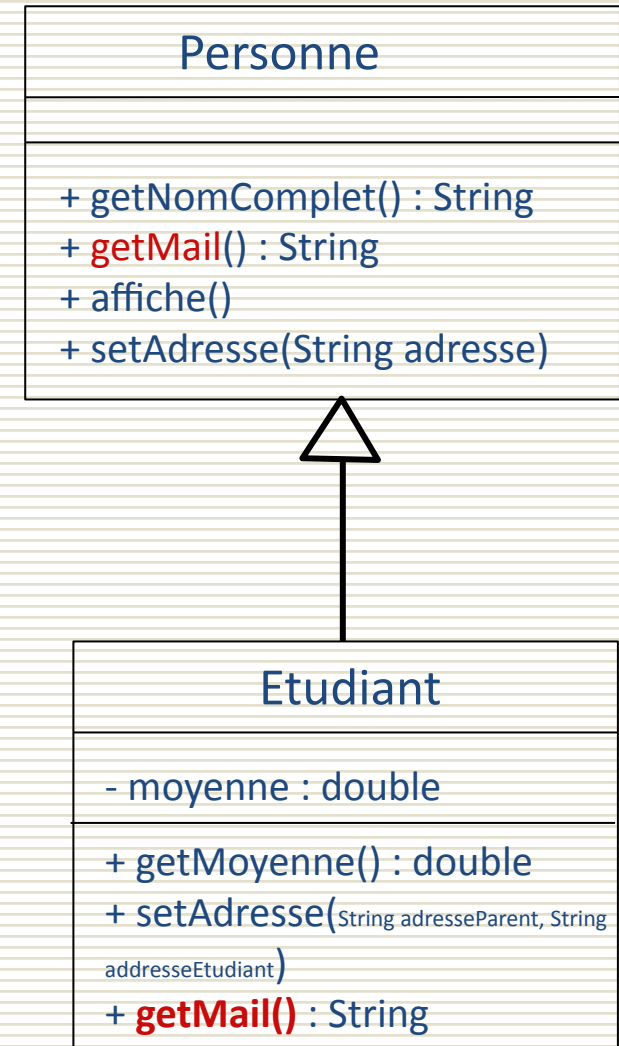 Personne
+ getNomComplet() : String
+ getMail() : String
+ affiche()
+ setAdresse(String adresse)
Etudiant
- moyenne : double
+ getMoyenne() : double
+ setAdresse(String adresseParent, String
addresseEtudiant)
+ getMail() : String